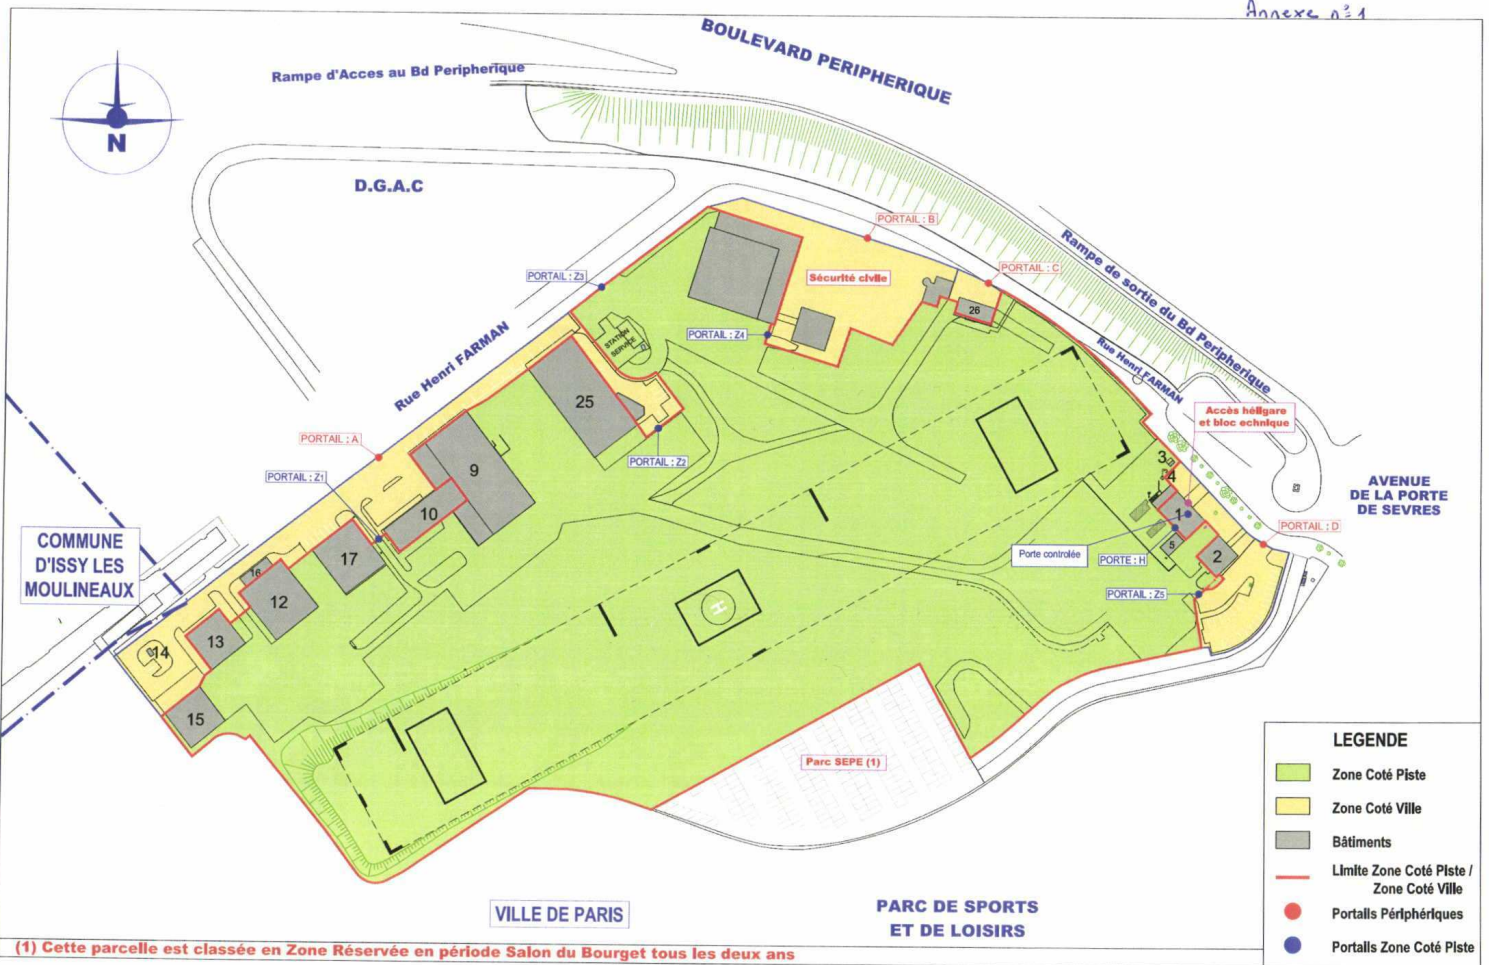 Annexe n°1
BOULEVARD PERIPHERIQUE
Rampe d'Acces au Bd Peripherique
N
D.G.A.C
PORTAIL : B
Rampe de sortie du Bd Peripherique
PORTAIL : Z3
Sécurité civile
PORTAIL : C
26
PORTAIL : Z4
STATION
SERVICE
Rue Henri FARMAN
Rue Henri FARMAN
25
Accès héligare
et bloc echnique
PORTAIL : A
PORTAIL : Z1
PORTAIL : Z2
9
10
3
4
1
5
2
AVENUE
DE LA PORTE
DE SEVRES
PORTAIL : D
Porte controlée
PORTE : H
PORTAIL : Z5
COMMUNE
D'ISSY LES
MOULINEAUX
17
16
12
13
14
15
H
Parc SEPE (1)
LEGENDE
Zone Coté Piste
Zone Coté Ville
Bâtiments
Limite Zone Coté Piste /
Zone Coté Ville
Portails Périphériques
Portails Zone Coté Piste
VILLE DE PARIS
PARC DE SPORTS
ET DE LOISIRS
(1) Cette parcelle est classée en Zone Réservée en période Salon du Bourget tous les deux ans